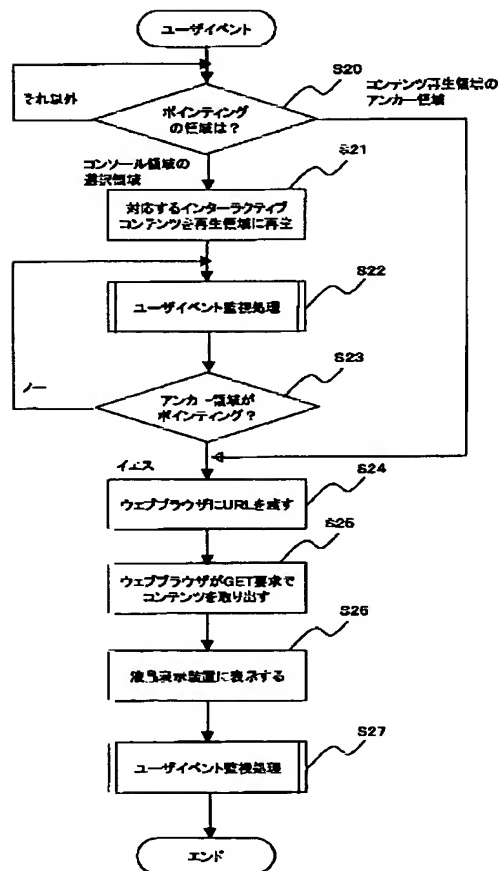 ユーザイベント
S20
コンテンツ再生領域の
アンカー領域
それ以外
ポインティング
の領域は？
コンソール領域の
選択領域
S21
対応するインターラクティブ
コンテンツを再生領域に再生
S22
ユーザイベント監視処理
S23
ノー
アンカー領域が
ポインティング？
イエス
S24
ウェブブラウザにURLを渡す
S25
ウェブブラウザがGET要求で
コンテンツを取り出す
S26
液晶表示装置に表示する
S27
ユーザイベント監視処理
エンド